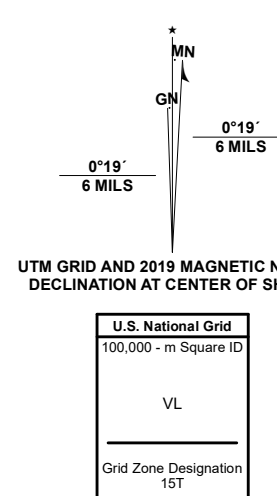 ★
MN
GN
0°19´
6 MILS
0°19´
6 MILS
UTM GRID AND 2019 MAGNETIC N
DECLINATION AT CENTER OF SH
U.S. National Grid
100,000 - m Square ID
VL
Grid Zone Designation
15T